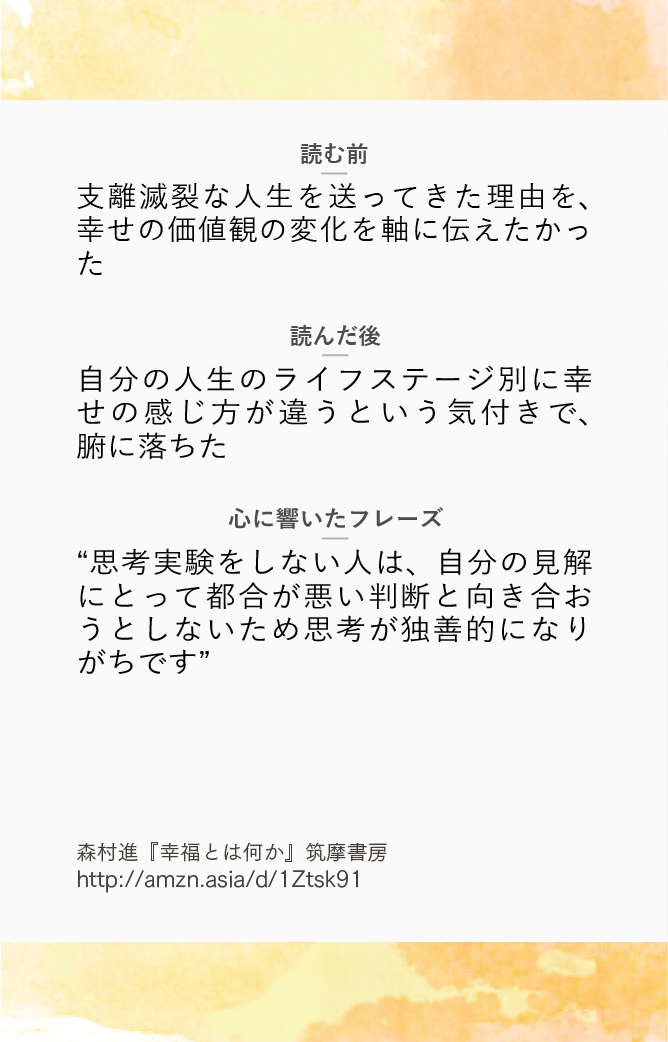 読む前
支離滅裂な人生を送ってきた理由を、
幸せの価値観の変化を軸に伝えたかっ
た
読んだ後
自分の人生のライフステージ別に幸
せの感じ方が違うという気付きで、
腑に落ちた
心に響いたフレーズ
“思考実験をしない人は、自分の見解
にとって都合が悪い判断と向き合お
うとしないため思考が独善的になり
がちです”
森村進『幸福とは何か』筑摩書房
http://amzn.asia/d/1Ztsk91